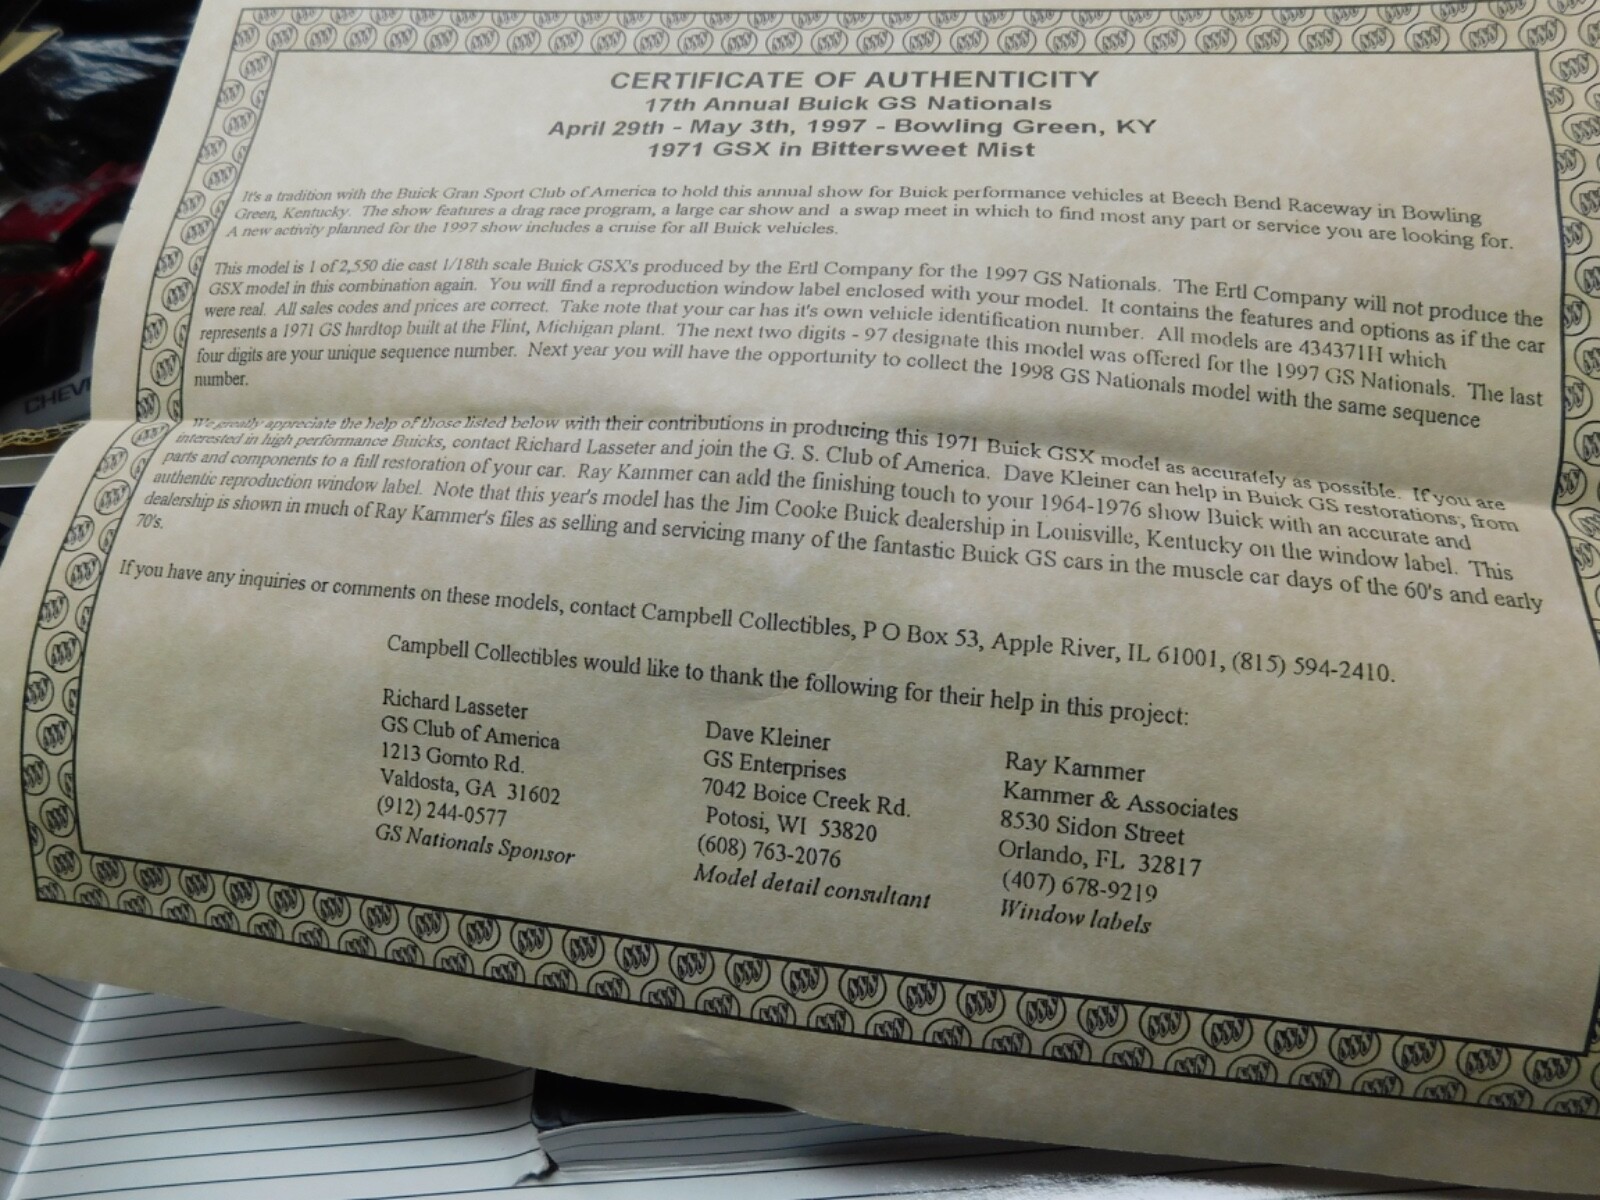 CERTIFICATE OF AUTHENTICITY
17th Annual Buick GS Nationals
April 29th - May 3th, 1997 - Bowling Green, KY
1971 GSX in Bittersweet Mist
It's a tradition with the Buick Gran Sport Club of America to hold this annual show for Buick performance vehicles at Beech Bend Raceway in Bowling
Green, Kentucky. The show features a drag race program, a large car show and a swap meet in which to find most any part or service you are looking for.
A new activity planned for the 1997 show includes a cruise for all Buick vehicles.
This model is 1 of 2,550 die cast 1/18th scale Buick GSX's produced by the Ertl Company for the 1997 GS Nationals. The Ertl Company will not produce the
GSX model in this combination again. You will find a reproduction window label enclosed with your model. It contains the features and options as if the car
were real. All sales codes and prices are correct. Take note that your car has it's own vehicle identification number. All models are 434371H which
represents a 1971 GS hardtop built at the Flint, Michigan plant. The next two digits - 97 designate this model was offered for the 1997 GS Nationals. The last
four digits are your unique sequence number. Next year you will have the opportunity to collect the 1998 GS Nationals model with the same sequence
number.
We greatly appreciate the help of those listed below with their contributions in producing this 1971 Buick GSX model as accurately as possible. If you are
interested in high performance Buicks, contact Richard Lasseter and join the G. S. Club of America. Dave Kleiner can help in Buick GS restorations, from
parts and components to a full restoration of your car. Ray Kammer can add the finishing touch to your 1964-1976 show Buick with an accurate and
authentic reproduction window label. Note that this year's model has the Jim Cooke Buick dealership in Louisville, Kentucky on the window label. This
dealership is shown in much of Ray Kammer's files as selling and servicing many of the fantastic Buick GS cars in the muscle car days of the 60's and early
70's.
If you have any inquiries or comments on these models, contact Campbell Collectibles, P O Box 53, Apple River, IL 61001, (815) 594-2410.
Campbell Collectibles would like to thank the following for their help in this project:
Richard Lasseter
GS Club of America
1213 Gornto Rd.
Valdosta, GA 31602
(912) 244-0577
GS Nationals Sponsor
Dave Kleiner
GS Enterprises
7042 Boice Creek Rd.
Potosi, WI 53820
(608) 763-2076
Model detail consultant
Ray Kammer
Kammer & Associates
8530 Sidon Street
Orlando, FL 32817
(407) 678-9219
Window labels
CHEV